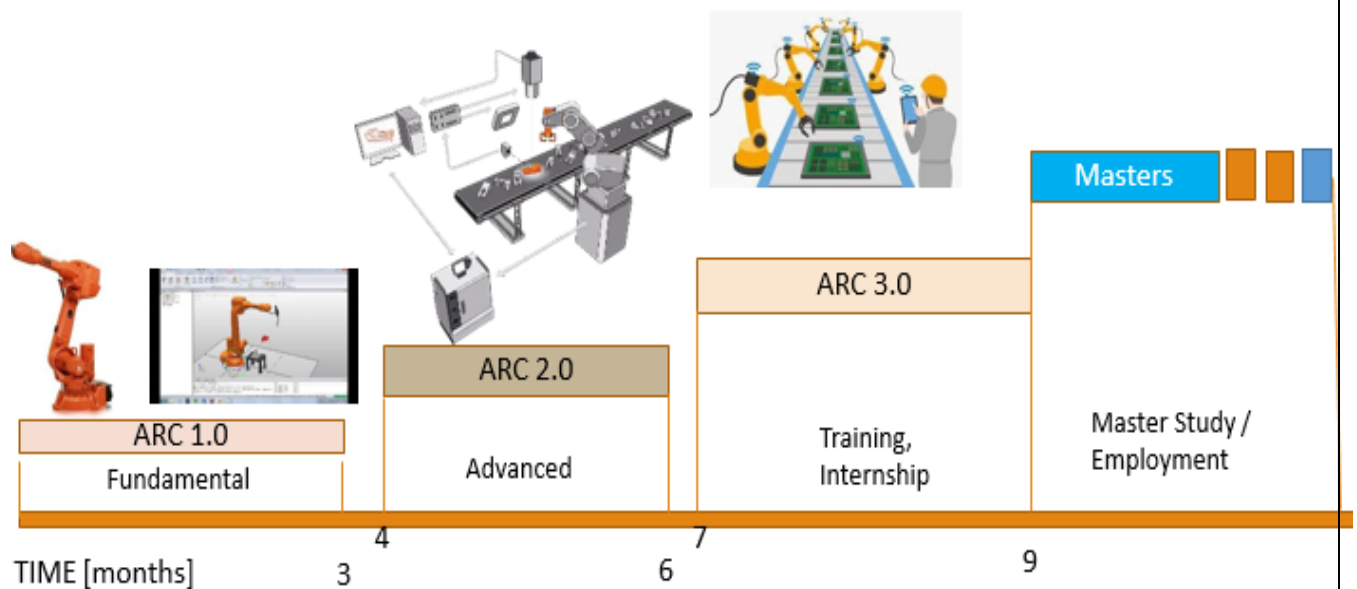 Masters
ARC 3.0
ARC 2.0
ARC 1.0
Fundamental
Advanced
Training,
Internship
Master Study /
Employment
4
7
TIME [months]
3
6
9